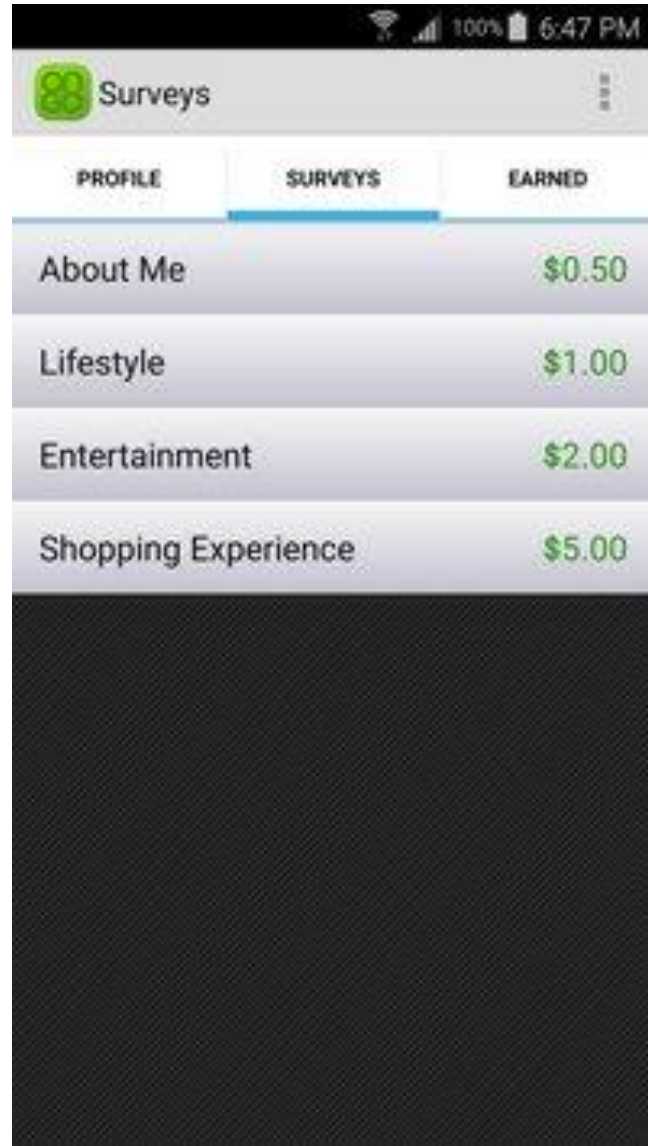 100% 6:47 PM
Surveys
PROFILE SURVEYS EARNED
About Me $0.50
Lifestyle $1.00
Entertainment $2.00
Shopping Experience $5.00